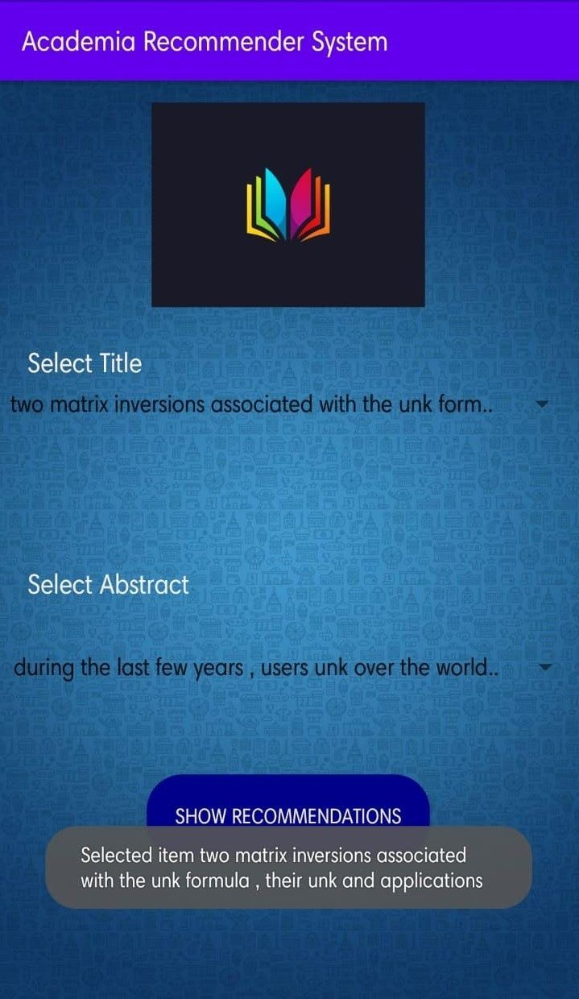 Academia Recommender System
Select Title
two matrix inversions associated with the unk form..
Select Abstract
during the last few years , users unk over the world..
SHOW RECOMMENDATIONS
Selected item two matrix inversions associated
with the unk formula , their unk and applications